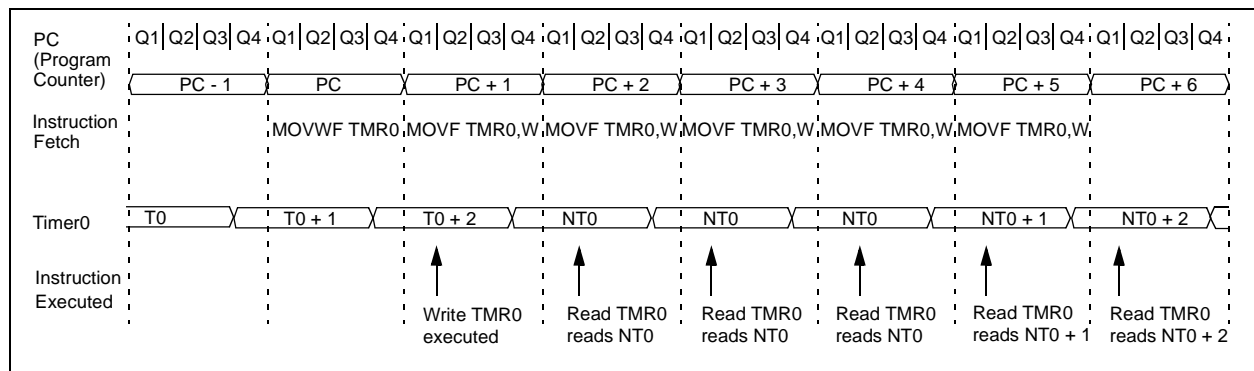 PC (Program Counter)
Q1 Q2 Q3 Q4 Q1 Q2 Q3 Q4 Q1 Q2 Q3 Q4 Q1 Q2 Q3 Q4 Q1 Q2 Q3 Q4 Q1 Q2 Q3 Q4 Q1 Q2 Q3 Q4 Q1 Q2 Q3 Q4
PC - 1 PC PC + 1 PC + 2 PC + 3 PC + 4 PC + 5 PC + 6
Instruction Fetch
MOVWF TMR0 MOVF TMR0,W MOVF TMR0,W MOVF TMR0,W MOVF TMR0,W MOVF TMR0,W
Timer0
T0 T0 + 1 T0 + 2 NT0 NT0 NT0 NT0 + 1 NT0 + 2
Instruction Executed
Write TMR0 executed
Read TMR0 reads NT0
Read TMR0 reads NT0
Read TMR0 reads NT0
Read TMR0 reads NT0 + 1
Read TMR0 reads NT0 + 2